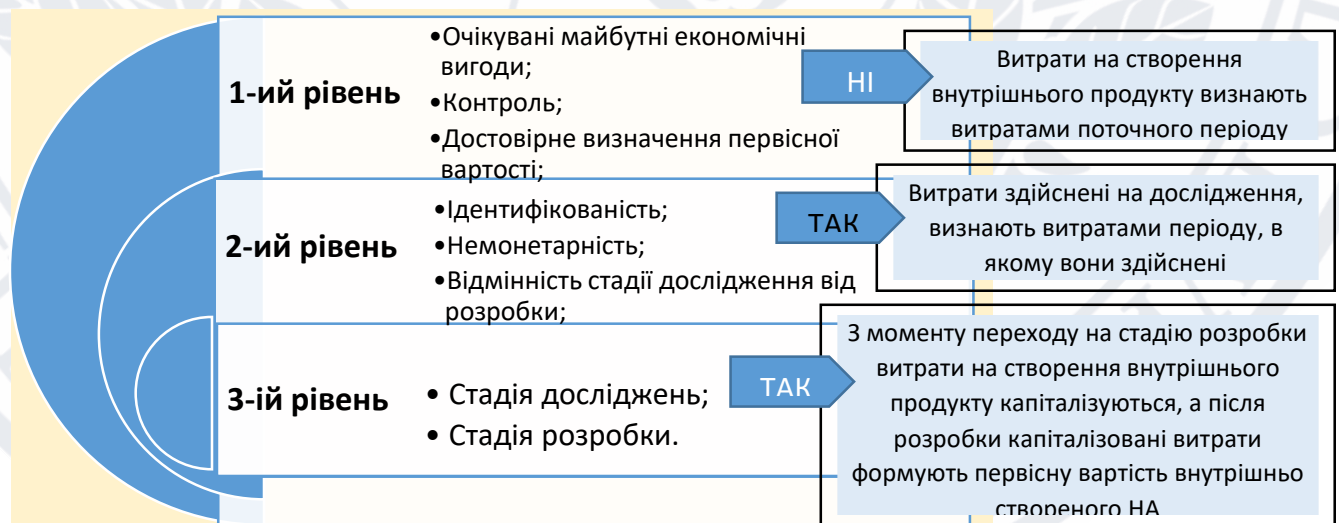 1-ий рівень
•Очікувані майбутні економічні
вигоди;
•Контроль;
•Достовірне визначення первісної
вартості;
НІ
Витрати на створення
внутрішнього продукту визнають
витратами поточного періоду
2-ий рівень
•Ідентифікованість;
•Немонетарність;
•Відмінність стадії дослідження від
розробки;
ТАК
Витрати здійснені на дослідження,
визнають витратами періоду, в
якому вони здійснені
3-ій рівень
• Стадія досліджень;
• Стадія розробки.
ТАК
З моменту переходу на стадію розробки
витрати на створення внутрішнього
продукту капіталізуються, а після
розробки капіталізовані витрати
формують первісну вартість внутрішньо
створеного НА